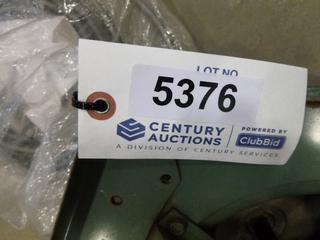 LOT NO.
5376
CENTURY
AUCTIONS
POWERED BY
ClubBid
A DIVISION OF CENTURY SERVICES